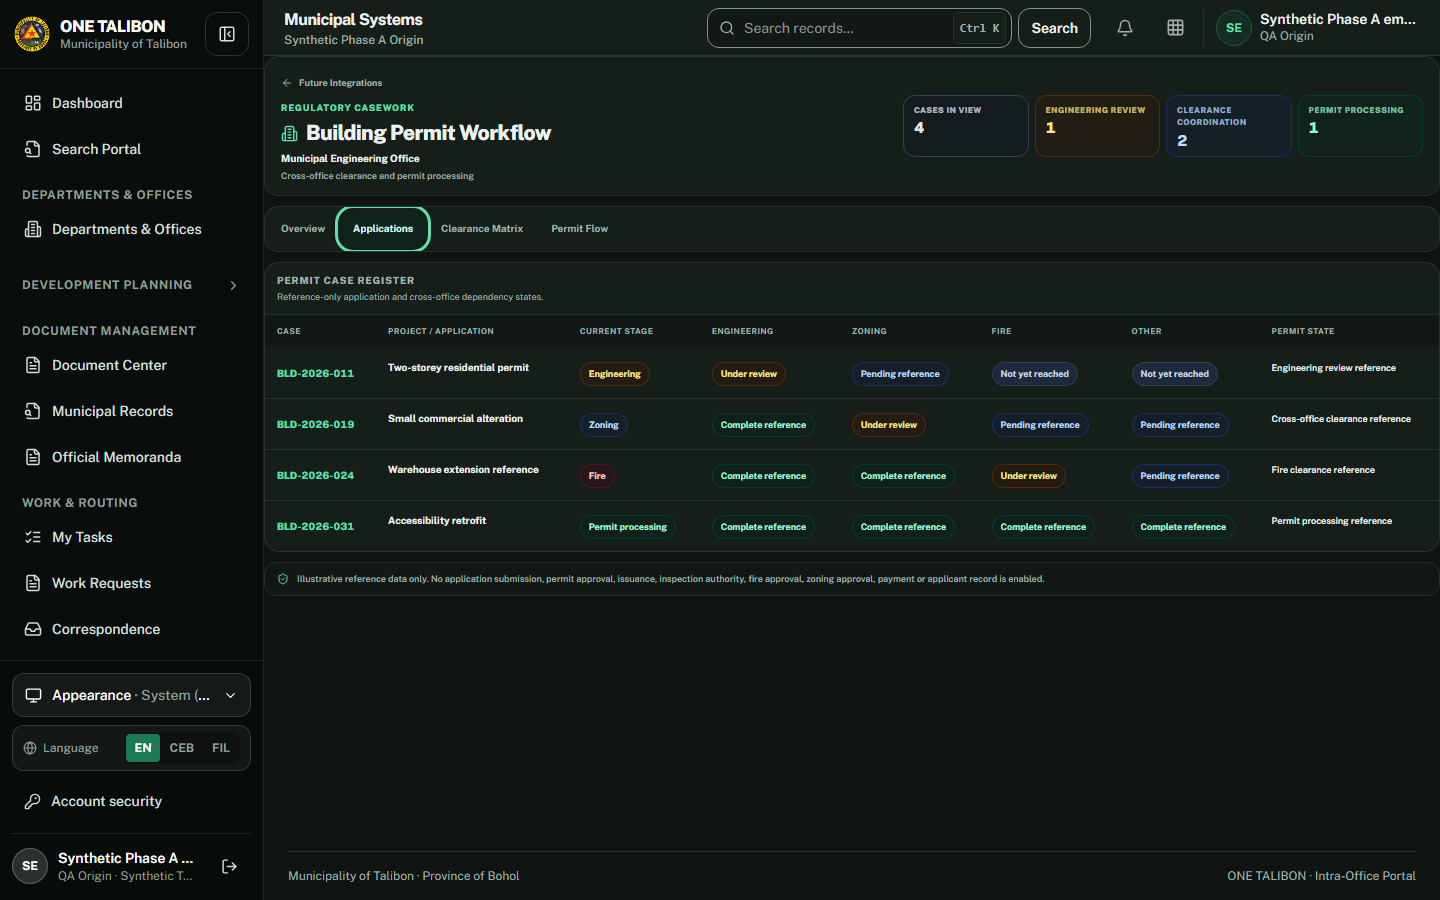 ONE TALIBON
Municipality of Talibon
Dashboard
Search Portal
DEPARTMENTS & OFFICES
Departments & Offices
DEVELOPMENT PLANNING
DOCUMENT MANAGEMENT
Document Center
Municipal Records
Official Memoranda
WORK & ROUTING
My Tasks
Work Requests
Correspondence
Appearance · System (...
Language EN CEB FIL
Account security
SE Synthetic Phase A ...
QA Origin · Synthetic T...
Municipal Systems
Synthetic Phase A Origin
Search records... Ctrl K Search
SE Synthetic Phase A em...
QA Origin
Future Integrations
REGULATORY CASEWORK
Building Permit Workflow
Municipal Engineering Office
Cross-office clearance and permit processing
CASES IN VIEW
4
ENGINEERING REVIEW
1
CLEARANCE
COORDINATION
2
PERMIT PROCESSING
1
Overview Applications Clearance Matrix Permit Flow
PERMIT CASE REGISTER
Reference-only application and cross-office dependency states.
CASE PROJECT / APPLICATION CURRENT STAGE ENGINEERING ZONING FIRE OTHER PERMIT STATE
BLD-2026-011 Two-storey residential permit Engineering Under review Pending reference Not yet reached Not yet reached Engineering review reference
BLD-2026-019 Small commercial alteration Zoning Complete reference Under review Pending reference Pending reference Cross-office clearance reference
BLD-2026-024 Warehouse extension reference Fire Complete reference Complete reference Under review Pending reference Fire clearance reference
BLD-2026-031 Accessibility retrofit Permit processing Complete reference Complete reference Complete reference Complete reference Permit processing reference
Illustrative reference data only. No application submission, permit approval, issuance, inspection authority, fire approval, zoning approval, payment or applicant record is enabled.
Municipality of Talibon · Province of Bohol
ONE TALIBON · Intra-Office Portal